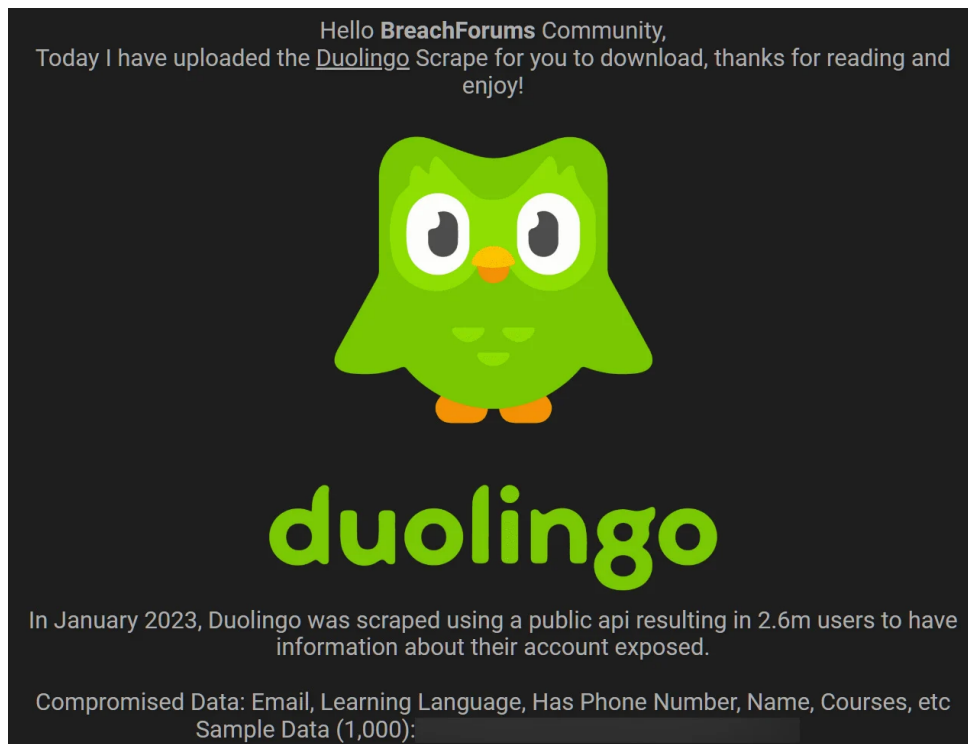 Hello BreachForums Community,
Today I have uploaded the Duolingo Scrape for you to download, thanks for reading and
enjoy!
duolingo
In January 2023, Duolingo was scraped using a public api resulting in 2.6m users to have
information about their account exposed.
Compromised Data: Email, Learning Language, Has Phone Number, Name, Courses, etc
Sample Data (1,000):